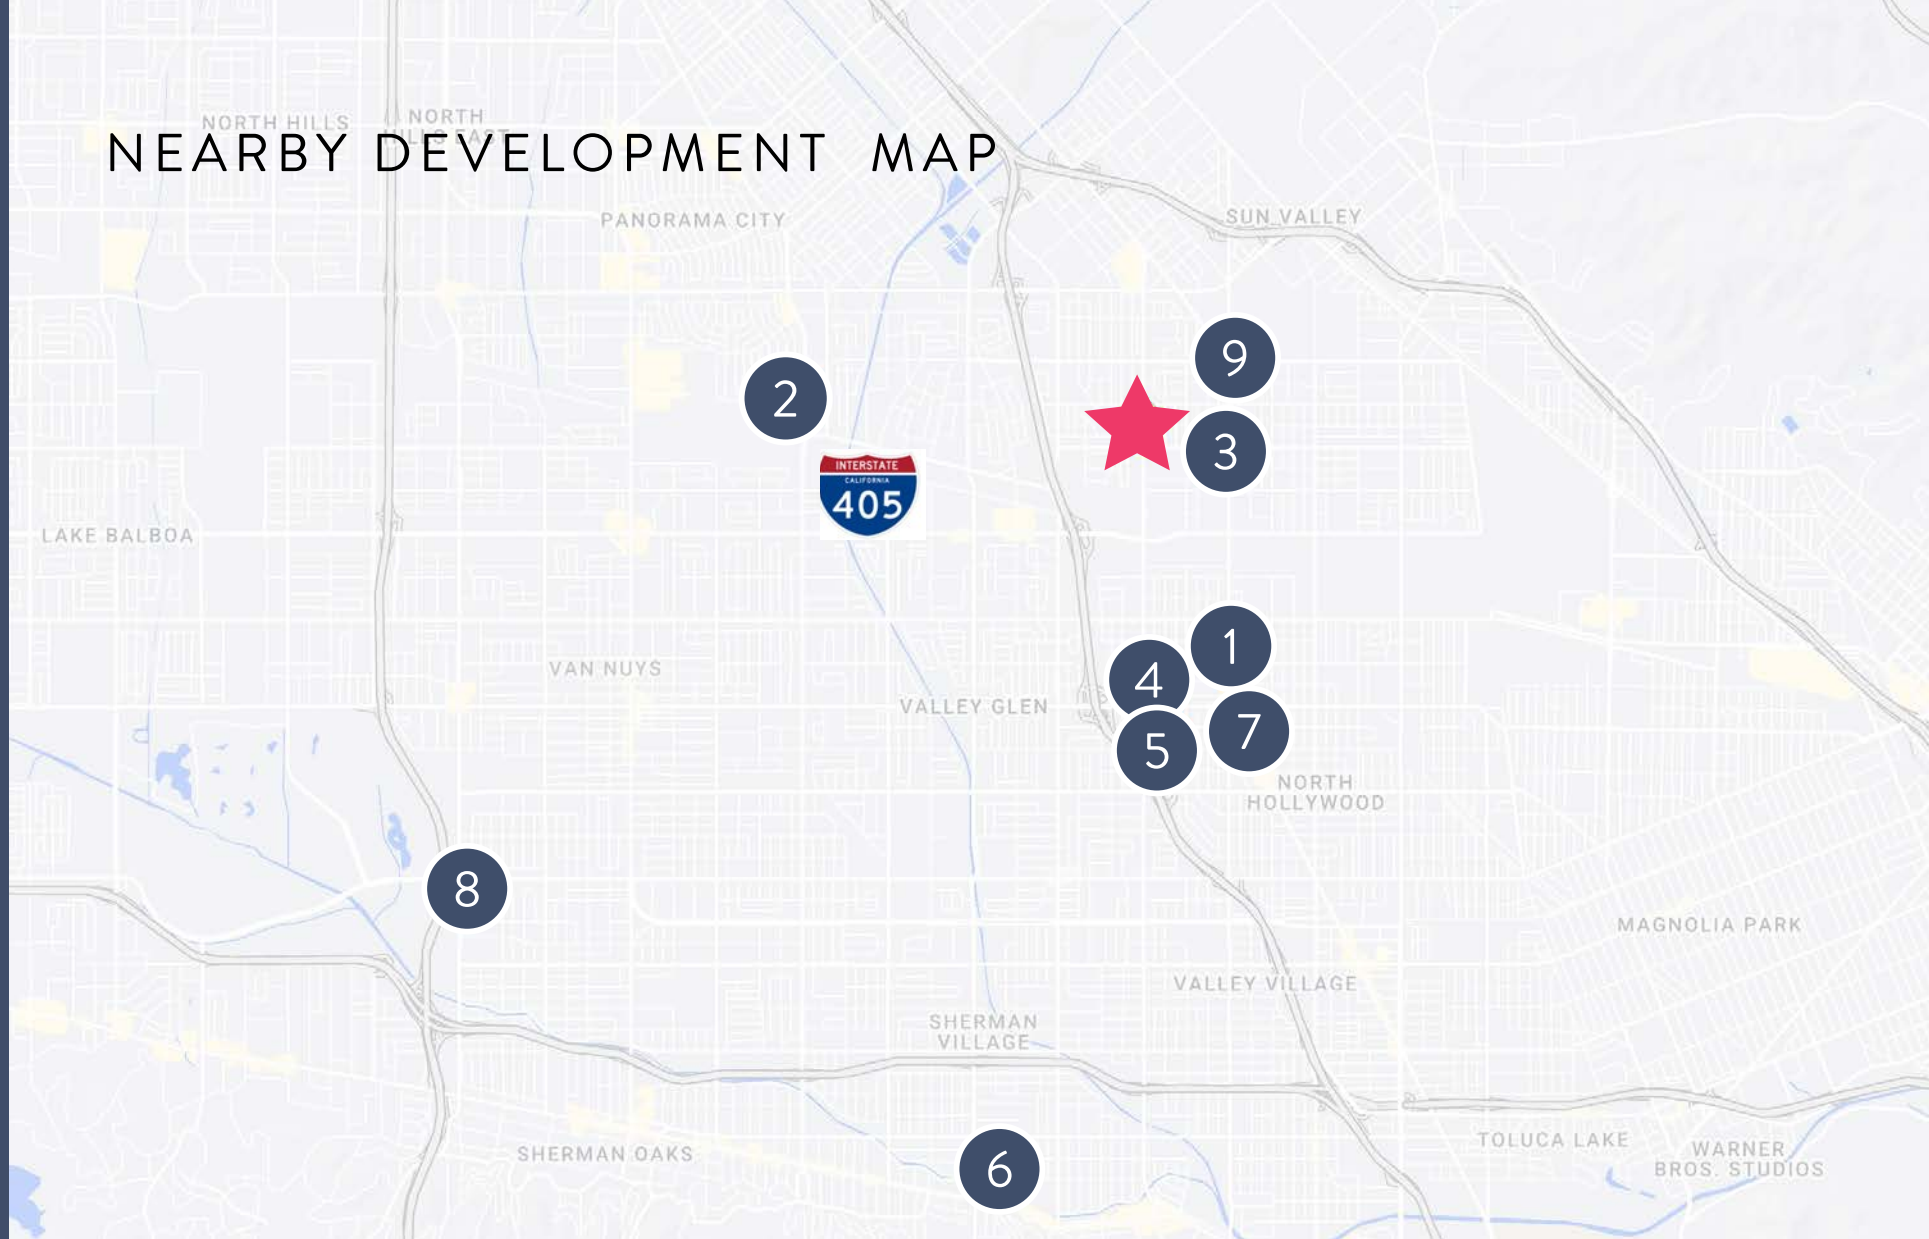 NORTH HILLS
NORTH
HILLS EAST
NEARBY DEVELOPMENT MAP
PANORAMA CITY
SUN VALLEY
9
2
3
INTERSTATE
CALIFORNIA
405
LAKE BALBOA
1
4
VAN NUYS
VALLEY GLEN
7
5
NORTH
HOLLYWOOD
8
MAGNOLIA PARK
VALLEY VILLAGE
SHERMAN
VILLAGE
TOLUCA LAKE
WARNER
BROS. STUDIOS
SHERMAN OAKS
6